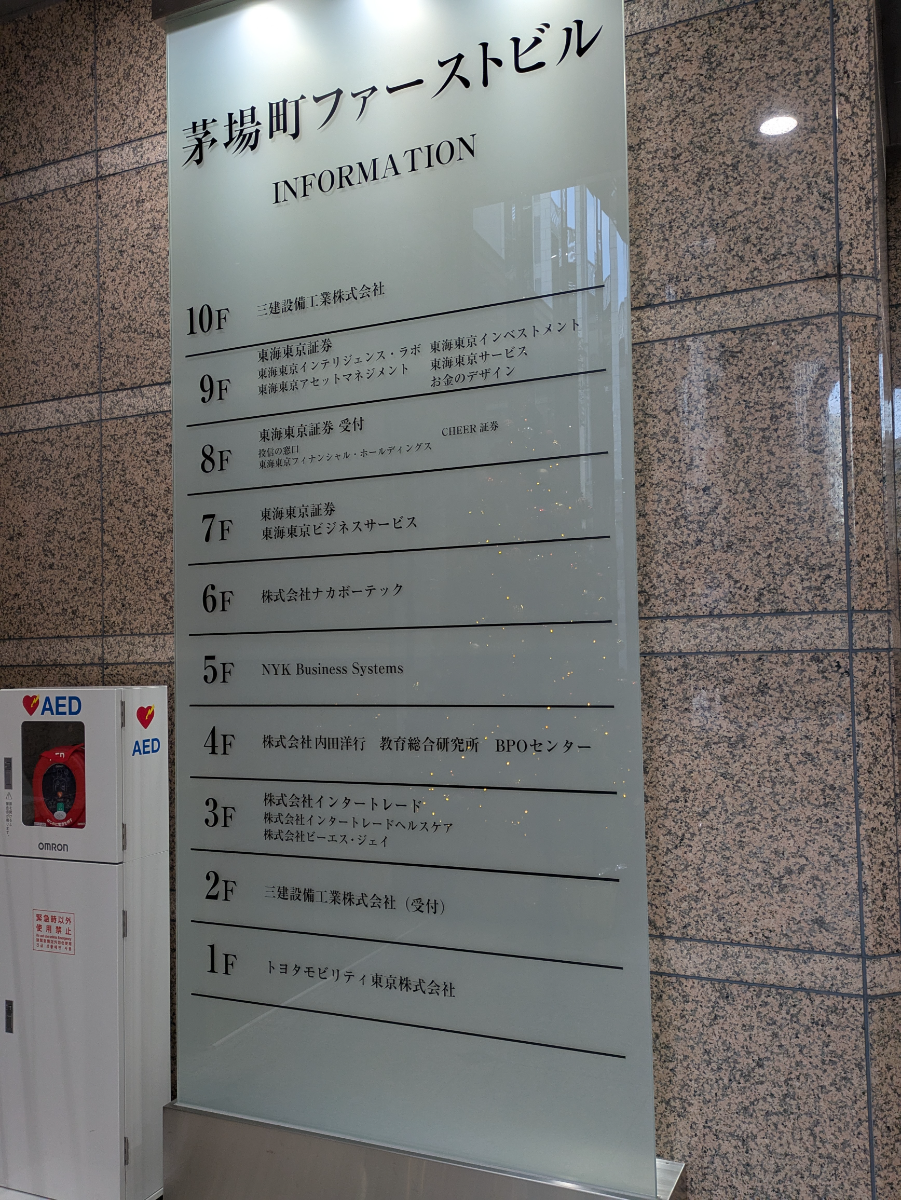 茅場町ファーストビル
INFORMATION
10F 三建設備工業株式会社
9F 東海東京証券
東海東京インテリジェンス・ラボ 東海東京インベストメント
東海東京アセットマネジメント 東海東京サービス
お金のデザイン
8F 東海東京証券 受付
投信の窓口 CHEER証券
東海東京フィナンシャル・ホールディングス
7F 東海東京証券
東海東京ビジネスサービス
6F 株式会社ナカボーテック
5F NYK Business Systems
4F 株式会社内田洋行 教育総合研究所 BPOセンター
3F 株式会社インタートレード
株式会社インタートレードヘルスケア
株式会社ビーエス・ジェイ
2F 三建設備工業株式会社（受付）
1F トヨタモビリティ東京株式会社
AED
AED
OMRON
緊急時以外
使用禁止